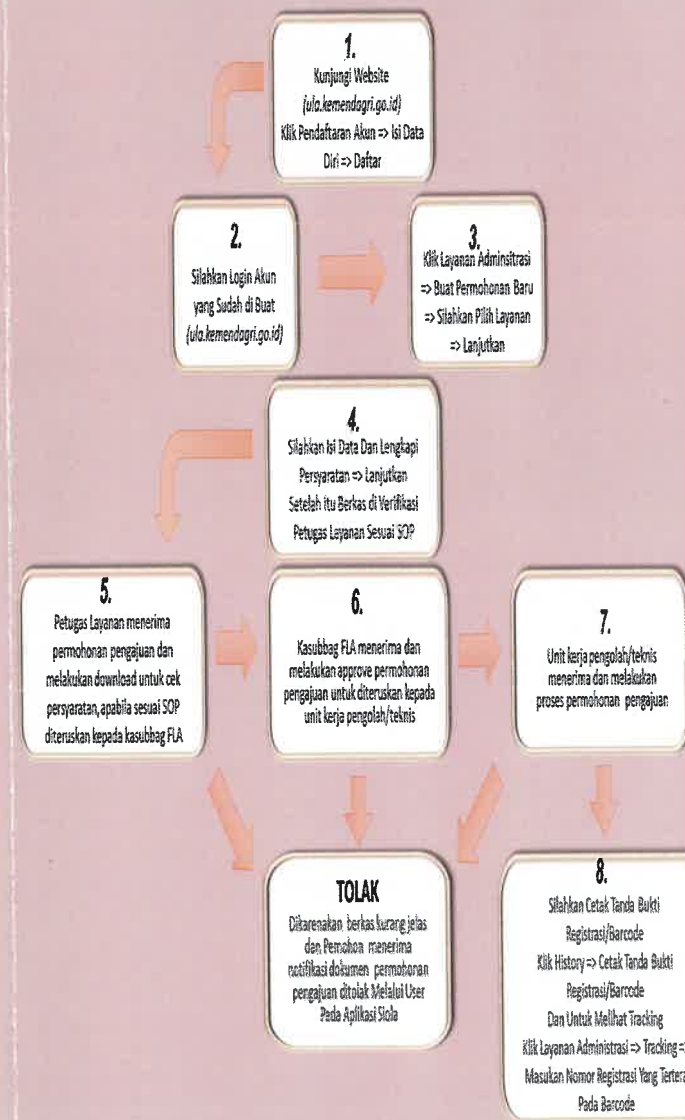 1.
Kunjungi Website
(ula.kemendagri.go.id)
Klik Pendaftaran Akun => Isi Data
Diri => Daftar
2.
Silahkan Login Akun
yang Sudah di Buat
(ula.kemendagri.go.id)
3.
Klik Layanan Adminsitrasi
=> Buat Permohonan Baru
=> Silahkan Pilih Layanan
=> Lanjutkan
4.
Silahkan Isi Data Dan Lengkapi
Persyaratan => Lanjutkan
Setelah itu Berkas di Verifikasi
Petugas Layanan Sesuai SOP
5.
Petugas Layanan menerima
permohonan pengajuan dan
melakukan download untuk cek
persyaratan, apabila sesuai SOP
diteruskan kepada kasubbag FLA
6.
Kasubbag FLA menerima dan
melakukan approve permohonan
pengajuan untuk diteruskan kepada
unit kerja pengolah/teknis
7.
Unit kerja pengolah/teknis
menerima dan melakukan
proses permohonan pengajuan
TOLAK
Dikarenakan berkas kurang jelas
dan Pemohon menerima
notifikasi dokumen permohonan
pengajuan ditolak Melalui User
Pada Aplikasi Siola
8.
Silahkan Cetak Tanda Bukti
Registrasi/Barcode
Klik History => Cetak Tanda Bukti
Registrasi/Barcode
Dan Untuk Melihat Tracking
Klik Layanan Administrasi => Tracking =>
Masukan Nomor Registrasi Yang Tertera
Pada Barcode